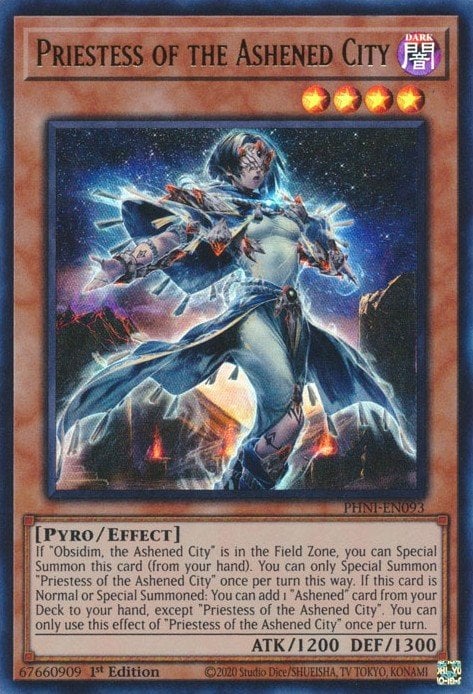 PRIESTESS OF THE ASHENED CITY
DARK
闇
PHNI-EN093
[PYRO/EFFECT]
If "Obsidim, the Ashened City" is in the Field Zone, you can Special
Summon this card (from your hand). You can only Special Summon
"Priestess of the Ashened City" once per turn this way. If this card is
Normal or Special Summoned: You can add 1 "Ashened" card from your
Deck to your hand, except "Priestess of the Ashened City". You can
only use this effect of "Priestess of the Ashened City" once per turn.
ATK/1200 DEF/1300
67660909 1st Edition
©2020 Studio Dice/SHUEISHA, TV TOKYO, KONAMI